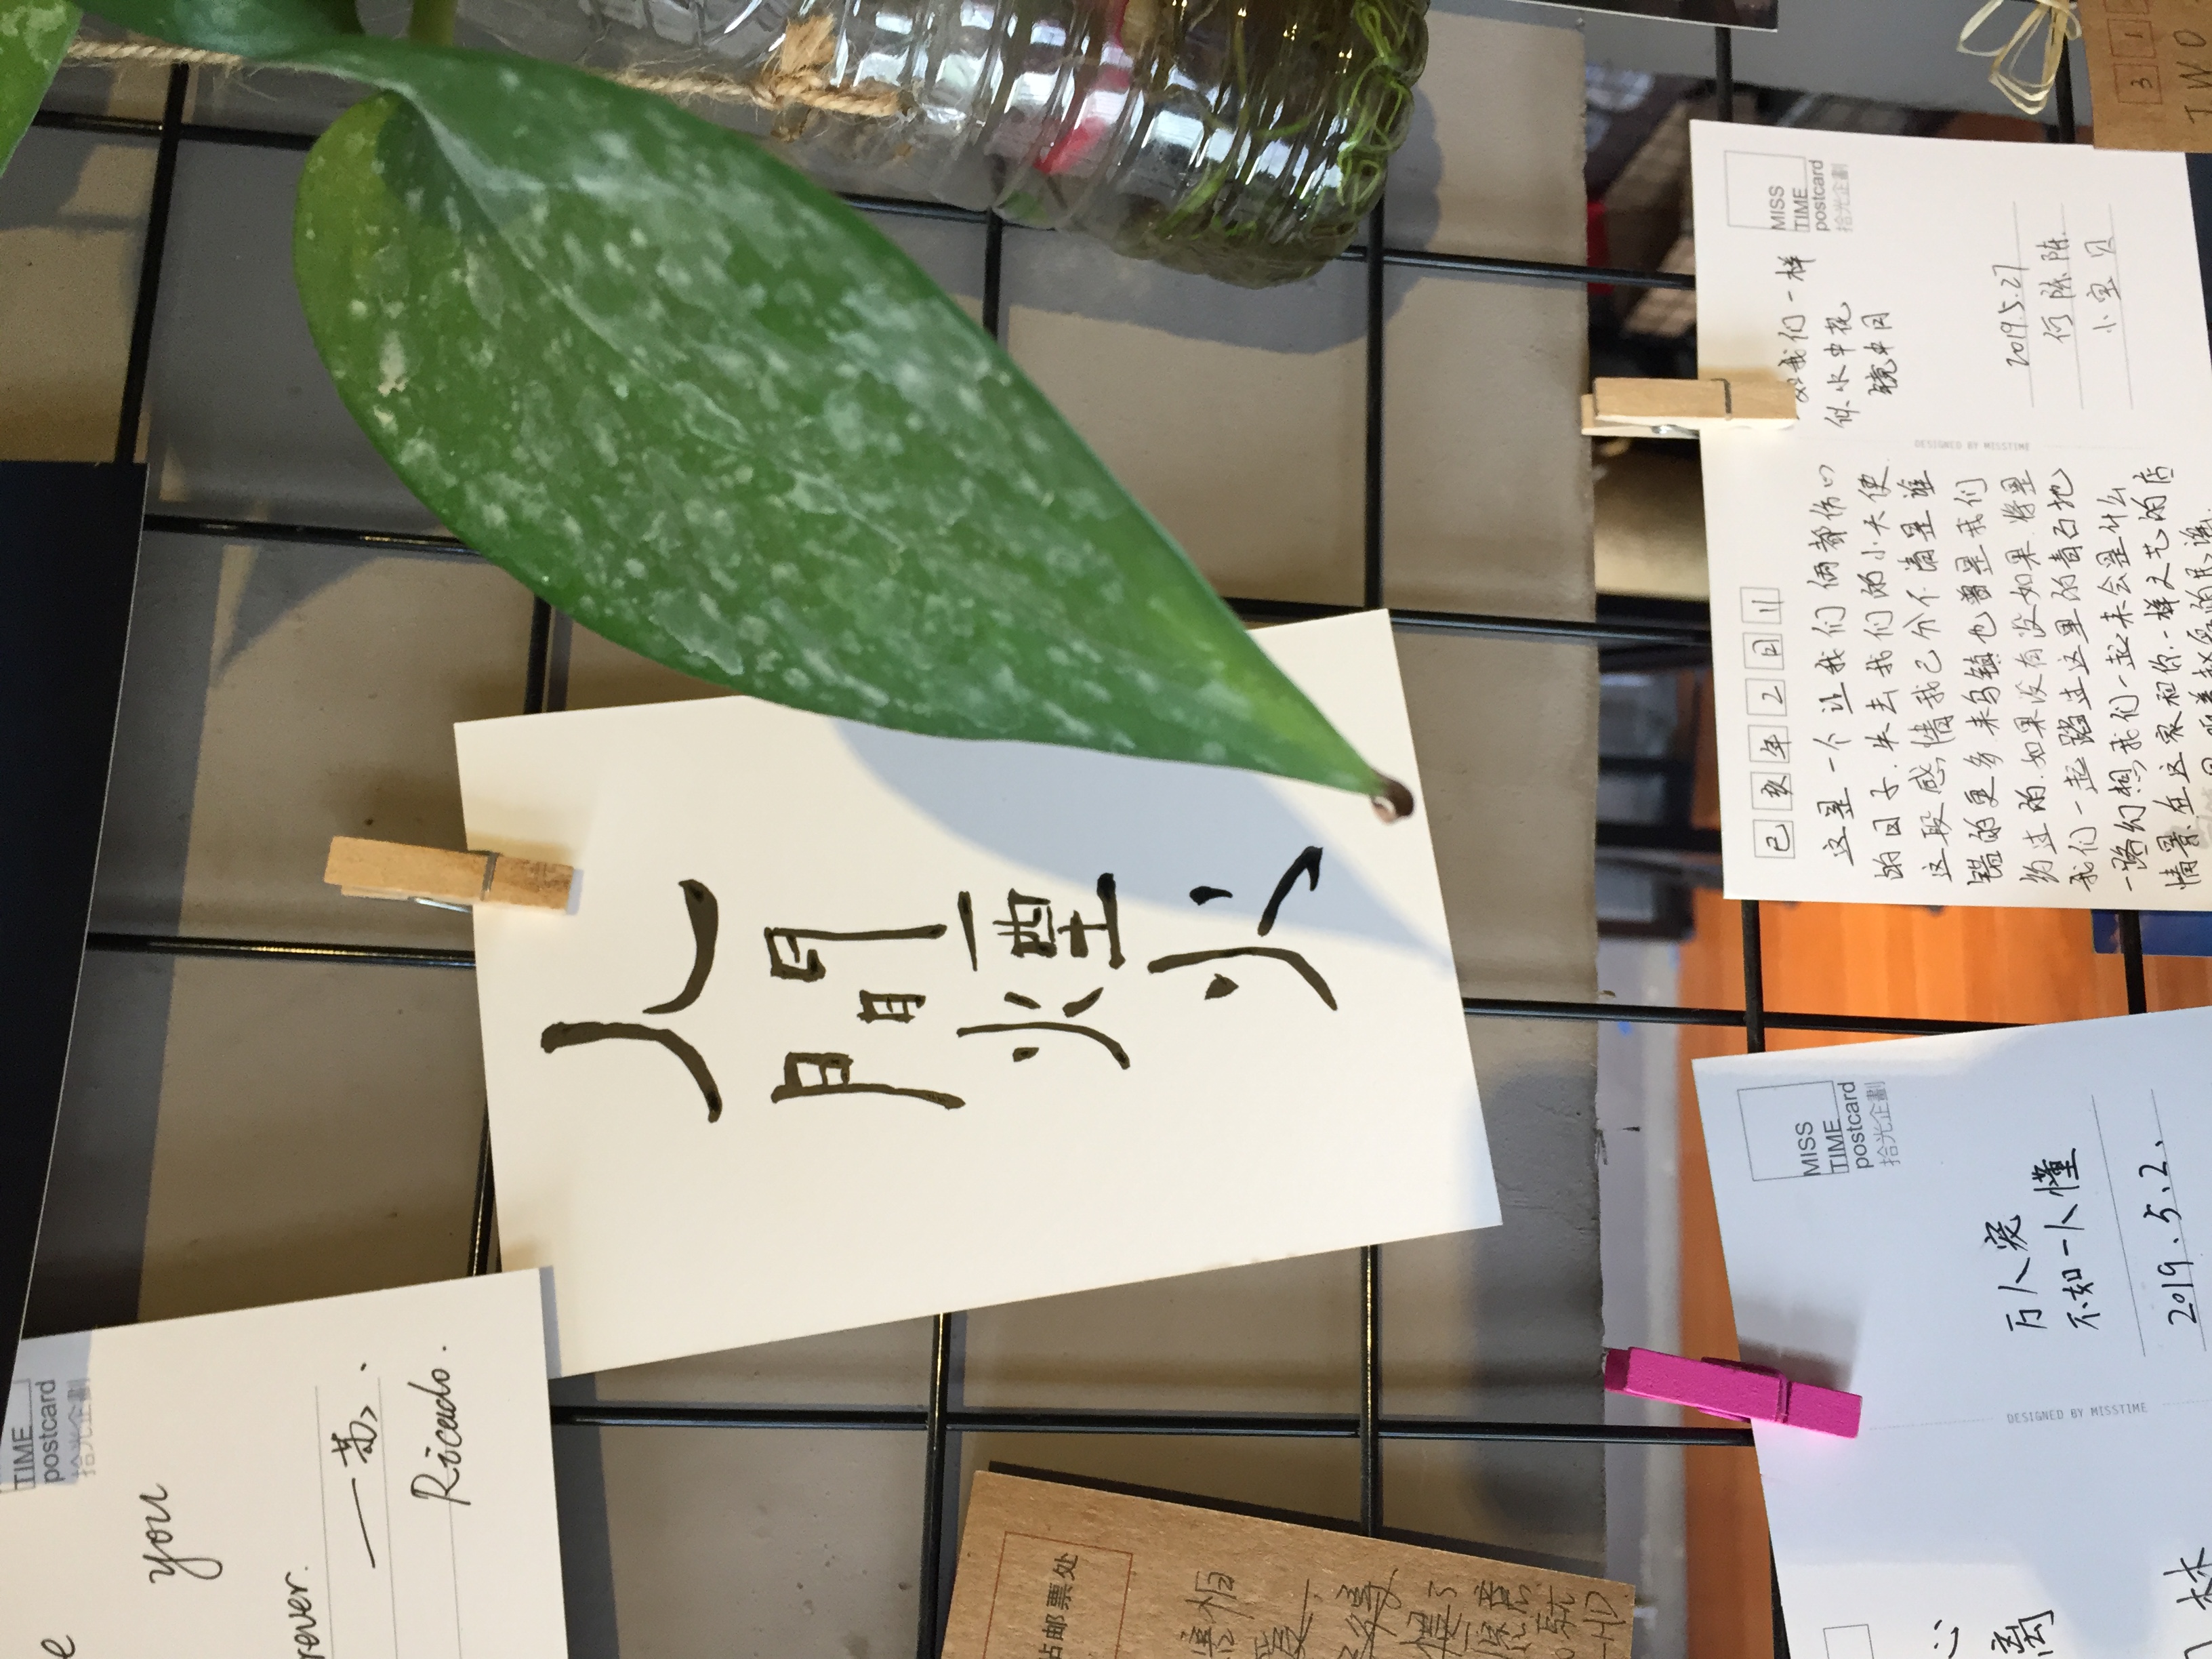 TIME
postcard
拾光企劃
e
you
rever.
—苏.
Ricado.
人
間
煙
火
占邮票处
害怕
爱
就
-HD
MISS
TIME
postcard
拾光企劃
心
离
林
DESIGNED BY MISSTIME
万人宠
不如一人懂
2019.5.2.
己亥年2日11
这是一个让我们俩都伤心
的日子.失去我们的小天使
这段感情我已分不清是谁
错的更多.来乌镇也曾是我们
约过的.如果没有没如果.将是
我们一起踏过这里的青石地
一路幻想我们一起来会是什么
情景.在这家和你一样文艺的店
DESIGNED BY MISSTIME
如我们一样
似水中花
镜中月
MISS
TIME
postcard
拾光企劃
2019.5.27
何陈陈
小宝贝
3 1
TWO